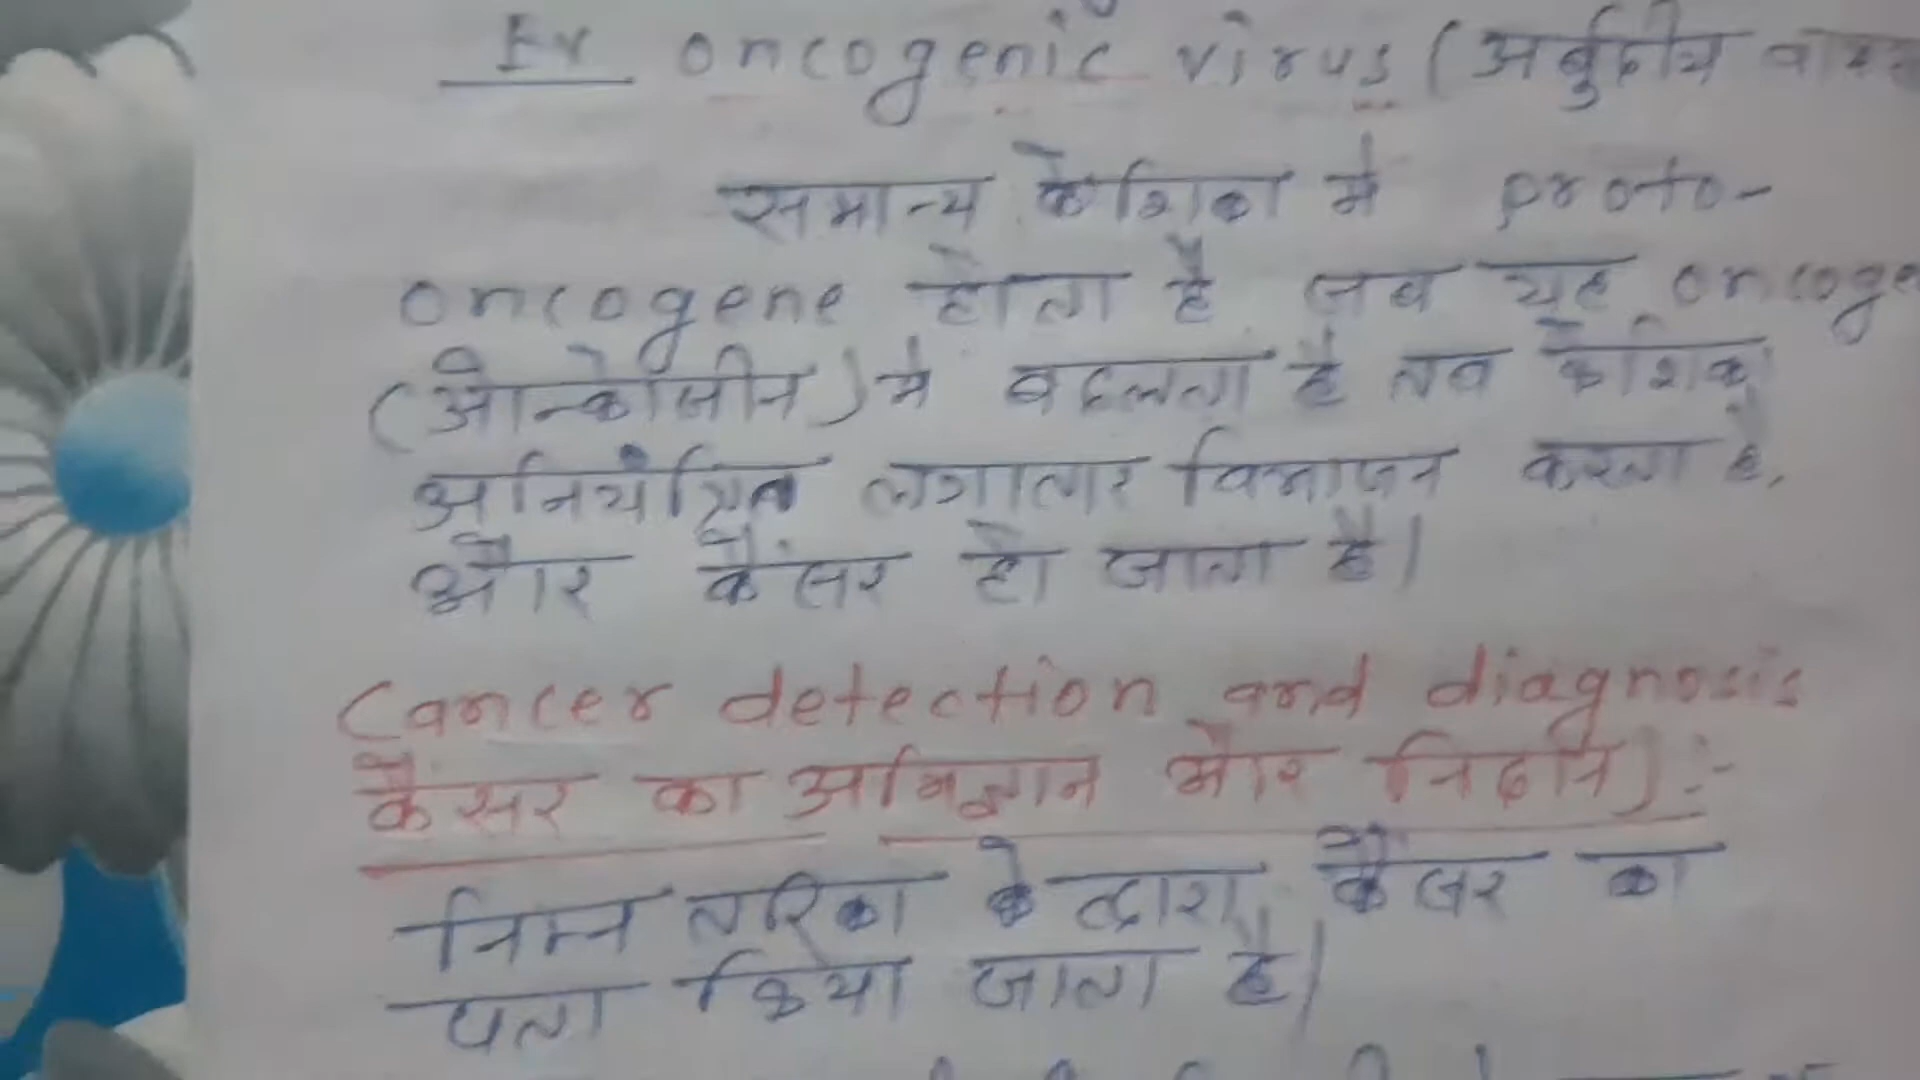 Ex oncogenic virus (अर्बुदीय
समान्य केशिका मे proto-
oncogene होता है जब यह oncoge
(ओन्कोजीन) मे बदलता है तब कोशिका
अनियंत्रित लगातार विभाजन करता है,
और कैंसर हो जाता है।
Cancer detection and diagnosis
कैंसर का अभिज्ञान और निदान) :-
निम्न तरिका के द्वारा कैंसर का
पता किया जाता है।